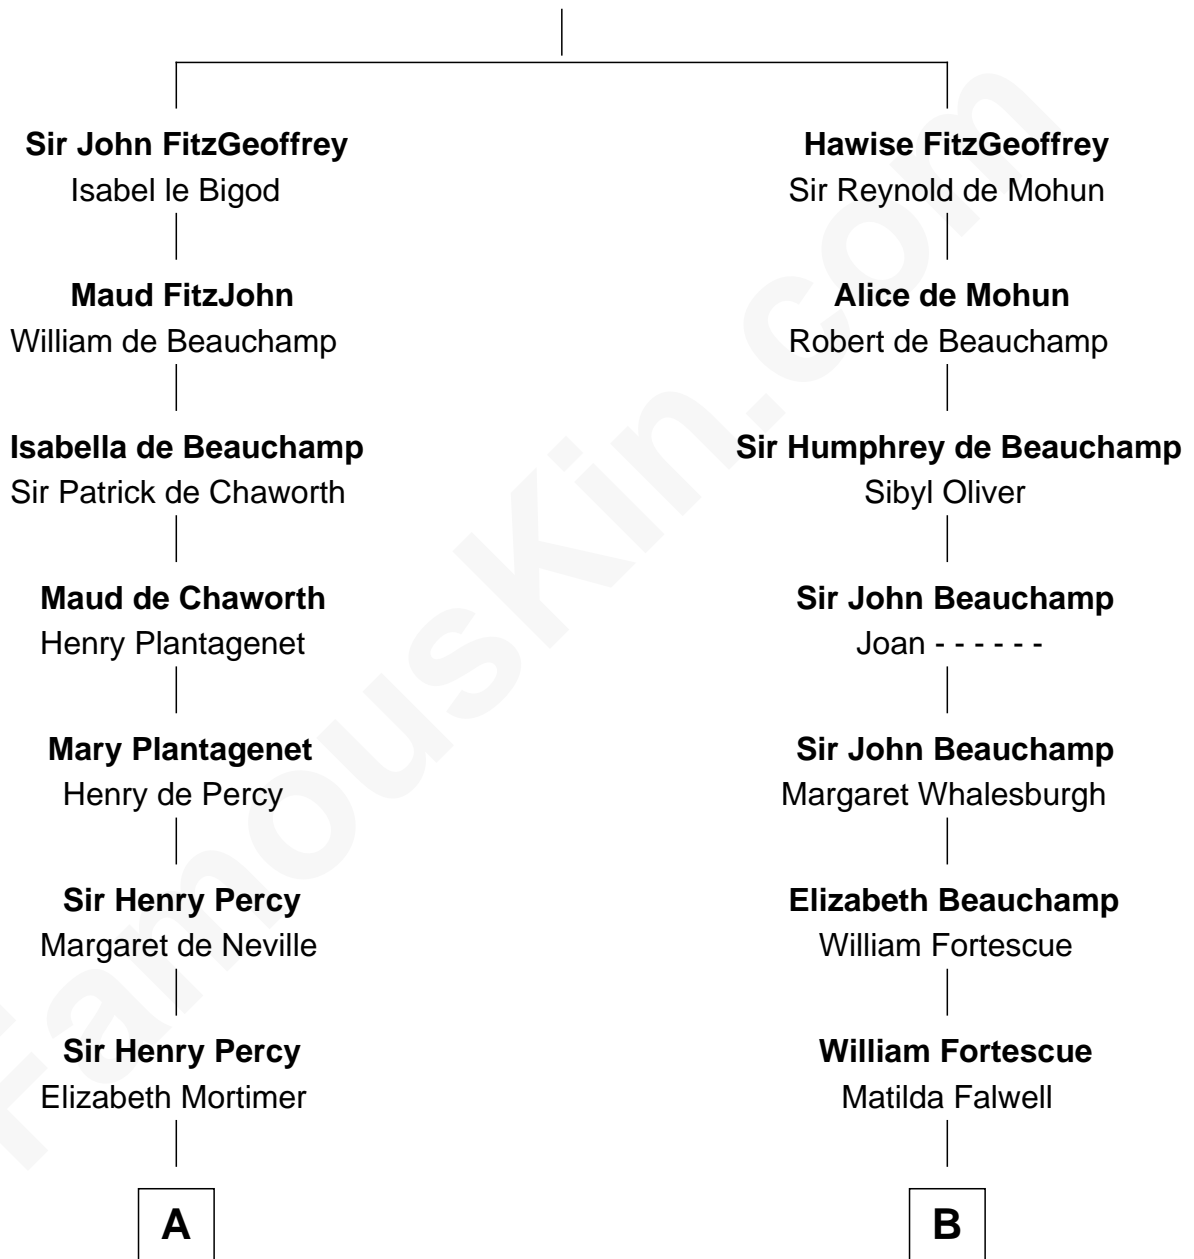 Sir John FitzGeoffrey
Isabel le Bigod
Hawise FitzGeoffrey
Sir Reynold de Mohun
Maud FitzJohn
William de Beauchamp
Alice de Mohun
Robert de Beauchamp
Isabella de Beauchamp
Sir Patrick de Chaworth
Sir Humphrey de Beauchamp
Sibyl Oliver
Maud de Chaworth
Henry Plantagenet
Sir John Beauchamp
Joan - - - - - -
Mary Plantagenet
Henry de Percy
Sir John Beauchamp
Margaret Whalesburgh
Sir Henry Percy
Margaret de Neville
Elizabeth Beauchamp
William Fortescue
Sir Henry Percy
Elizabeth Mortimer
William Fortescue
Matilda Falwell
A
B
FamousKin.com